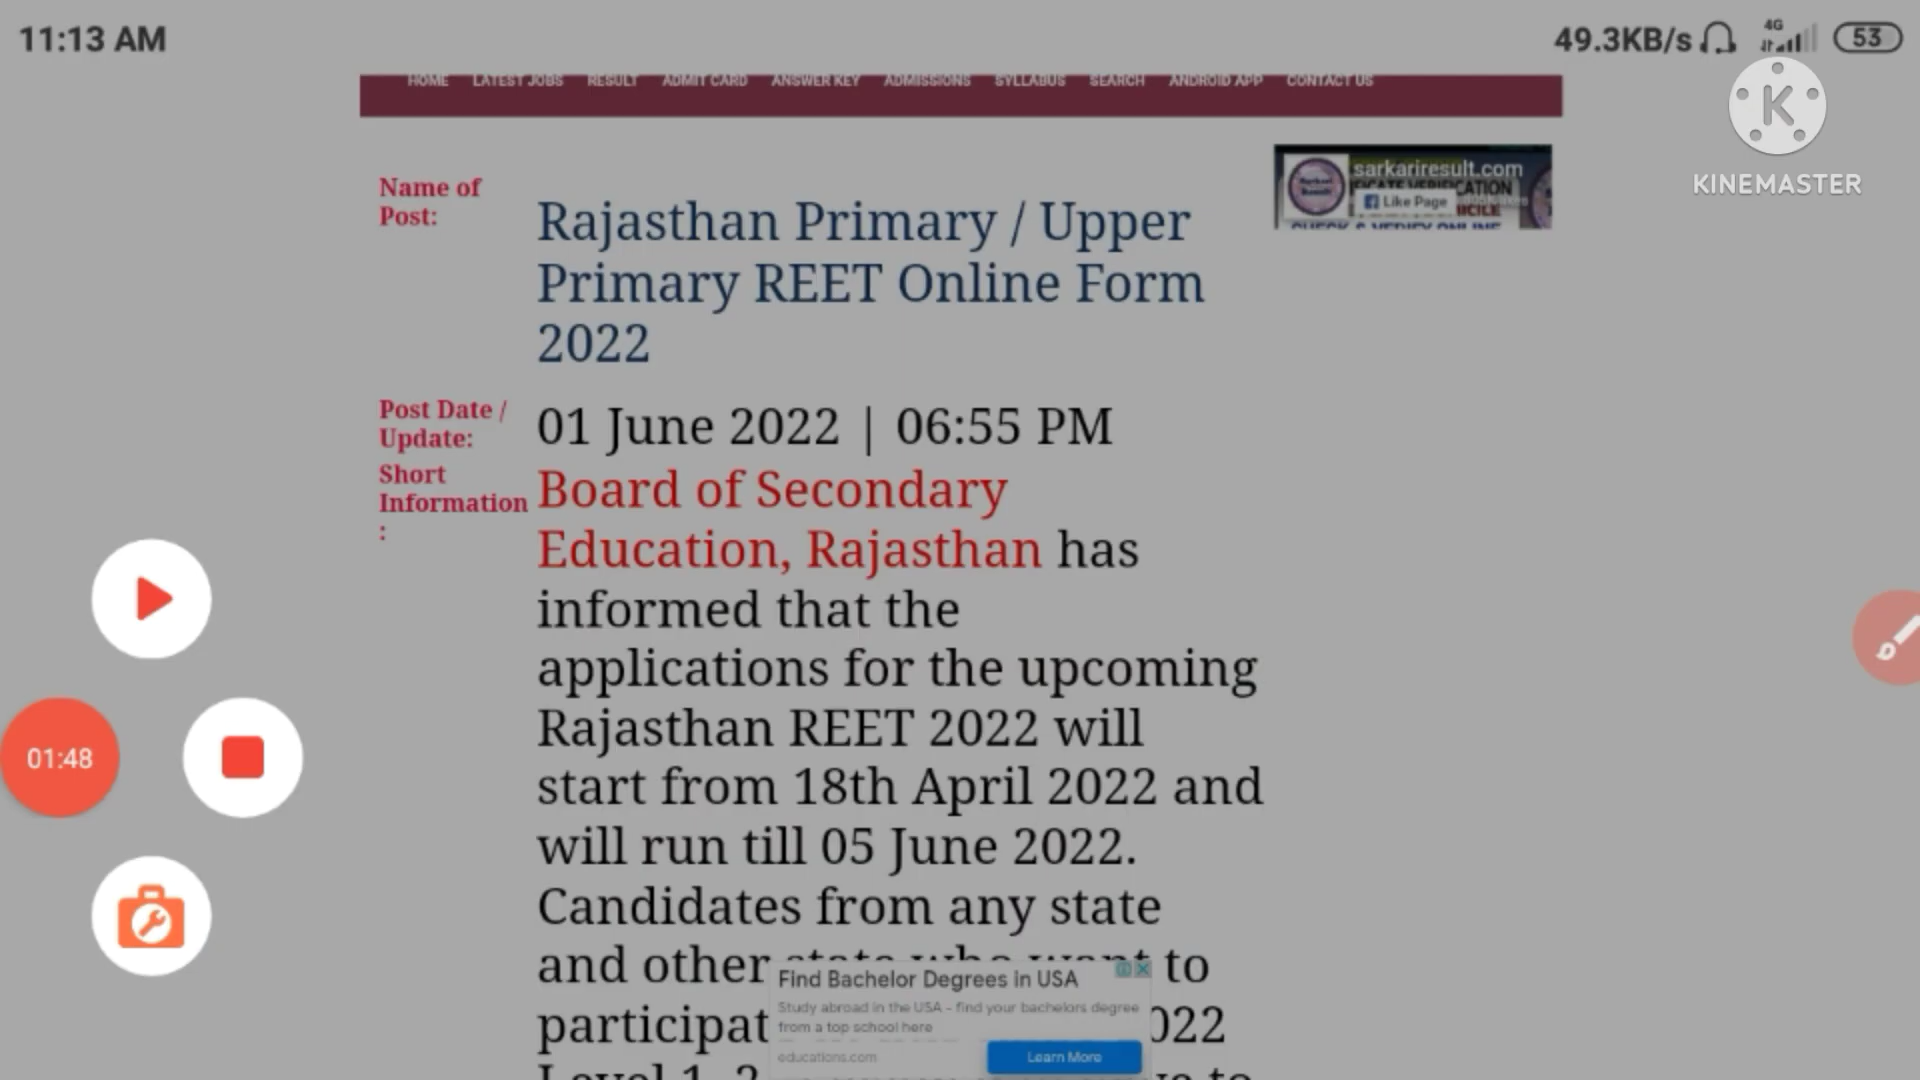 11:13 AM
49.3KB/s
4G
53
HOME LATEST JOBS RESULT ADMIT CARD ANSWER KEY ADMISSIONS SYLLABUS SEARCH ANDROID APP CONTACT US
KINEMASTER
sarkariresult.com
Like Page
Name of
Post:
Rajasthan Primary / Upper
Primary REET Online Form
2022
Post Date /
Update:
01 June 2022 | 06:55 PM
Short
Information
:
Board of Secondary
Education, Rajasthan has
informed that the
applications for the upcoming
Rajasthan REET 2022 will
start from 18th April 2022 and
will run till 05 June 2022.
Candidates from any state
and other state who want to
Find Bachelor Degrees in USA
Study abroad in the USA - find your bachelors degree
from a top school here
educations.com
Learn More
01:48